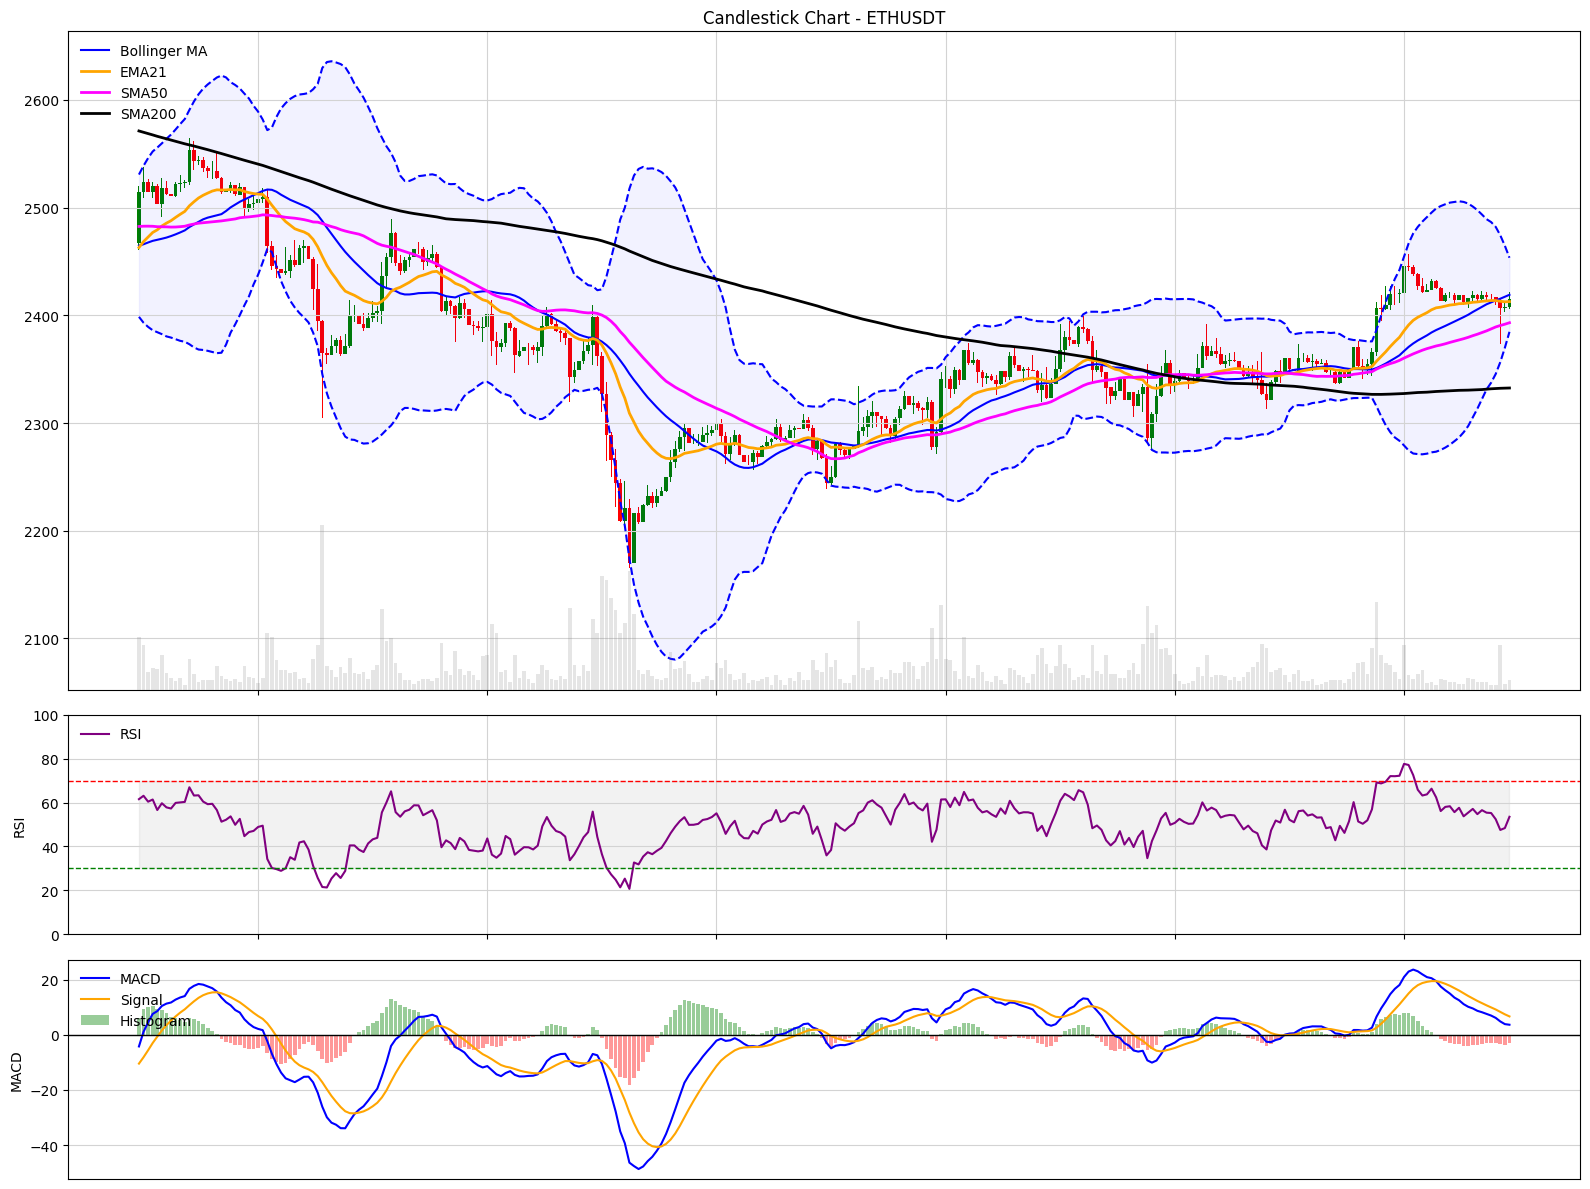 Candlestick Chart - ETHUSDT
Bollinger MA
EMA21
SMA50
SMA200
2600
2500
2400
2300
2200
2100
RSI
100
80
60
40
20
0
RSI
MACD
Signal
Histogram
20
0
−20
−40
MACD